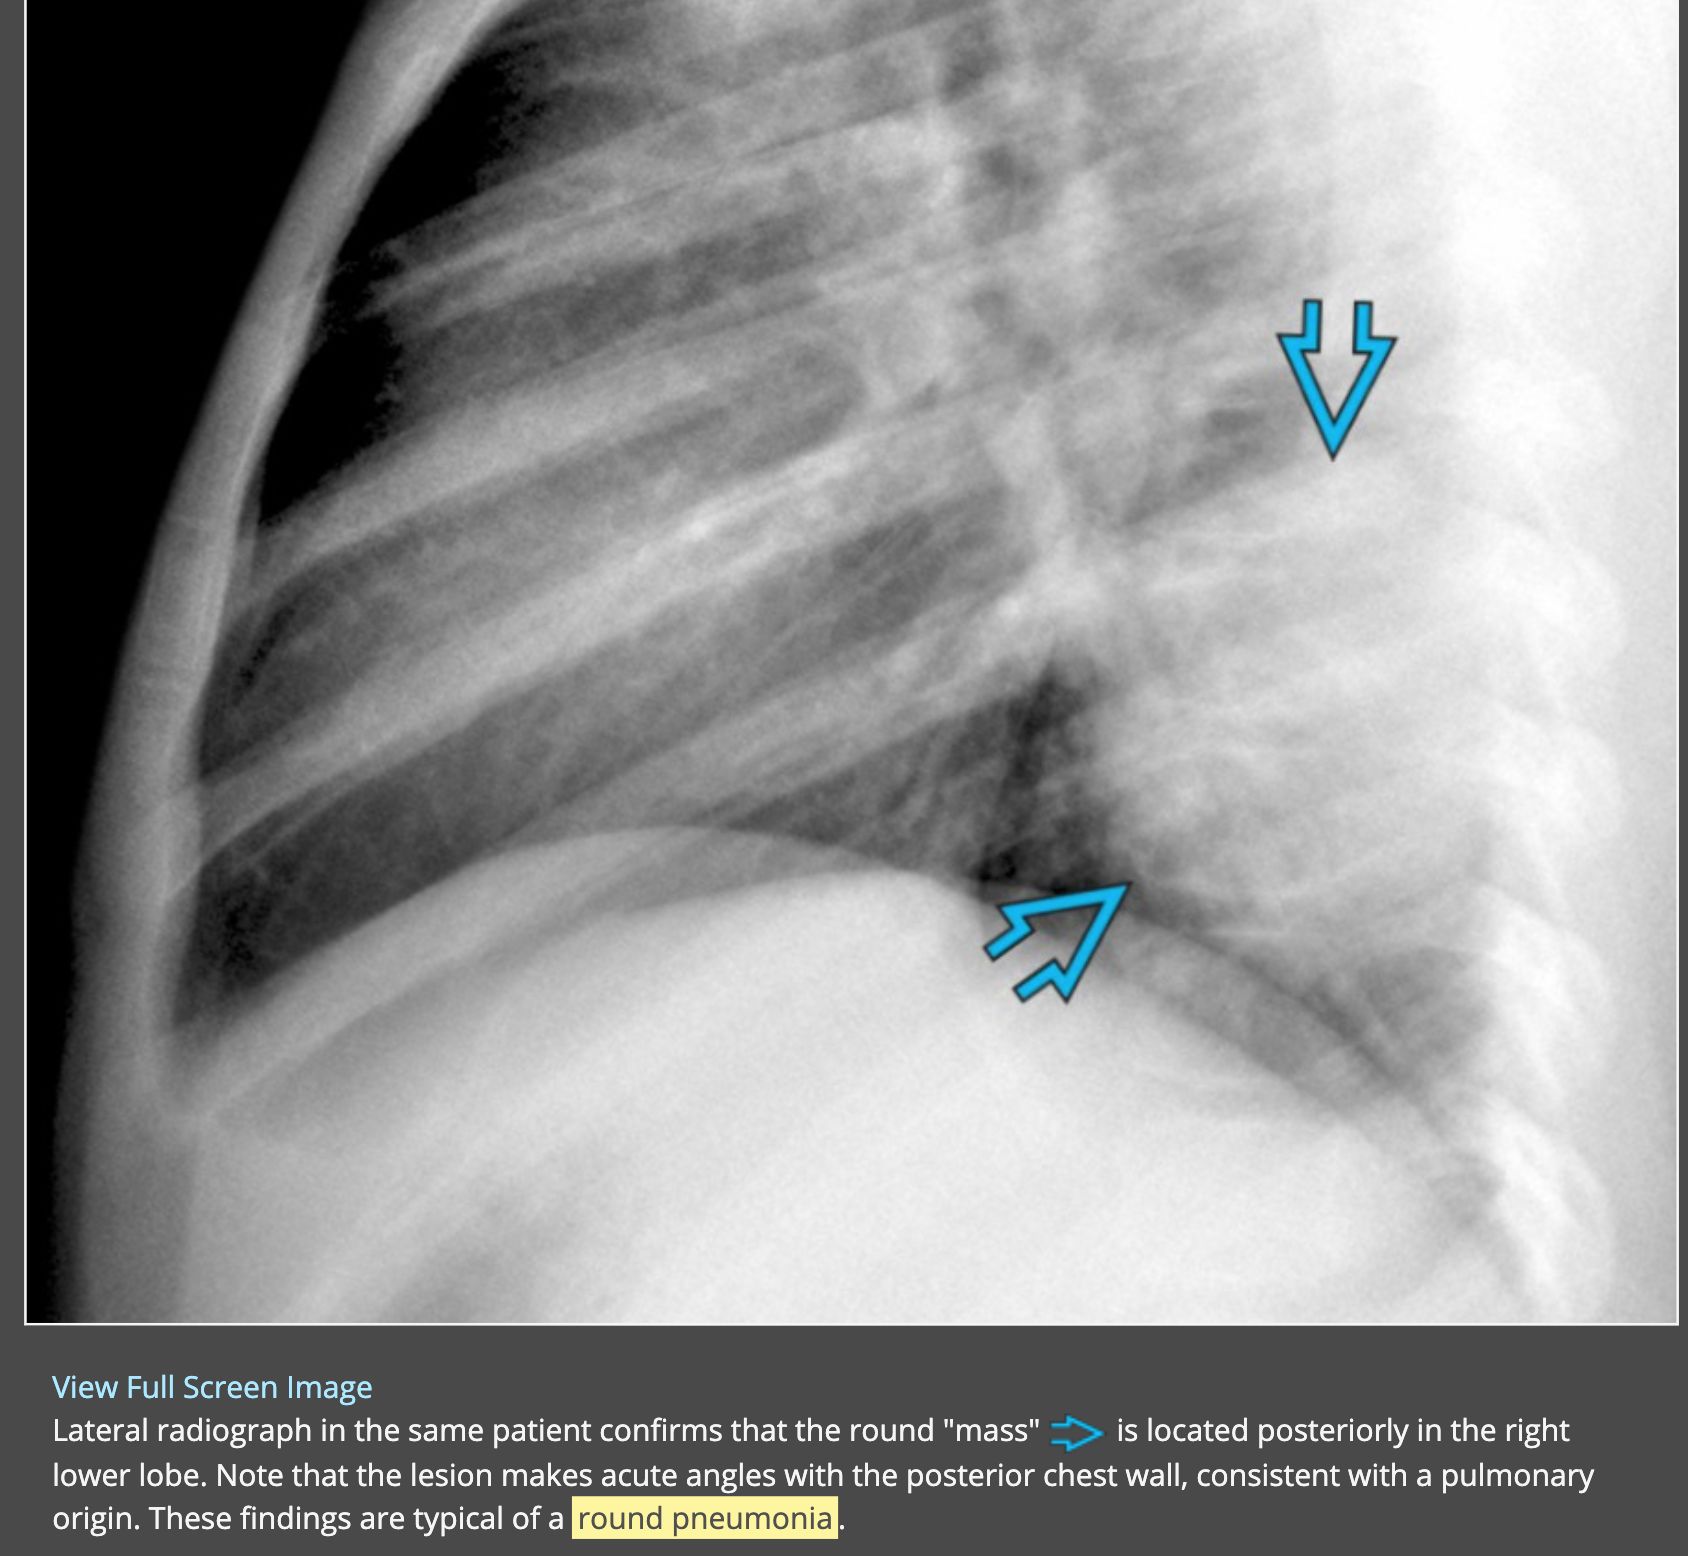 View Full Screen Image
Lateral radiograph in the same patient confirms that the round "mass" is located posteriorly in the right
lower lobe. Note that the lesion makes acute angles with the posterior chest wall, consistent with a pulmonary
origin. These findings are typical of a round pneumonia.